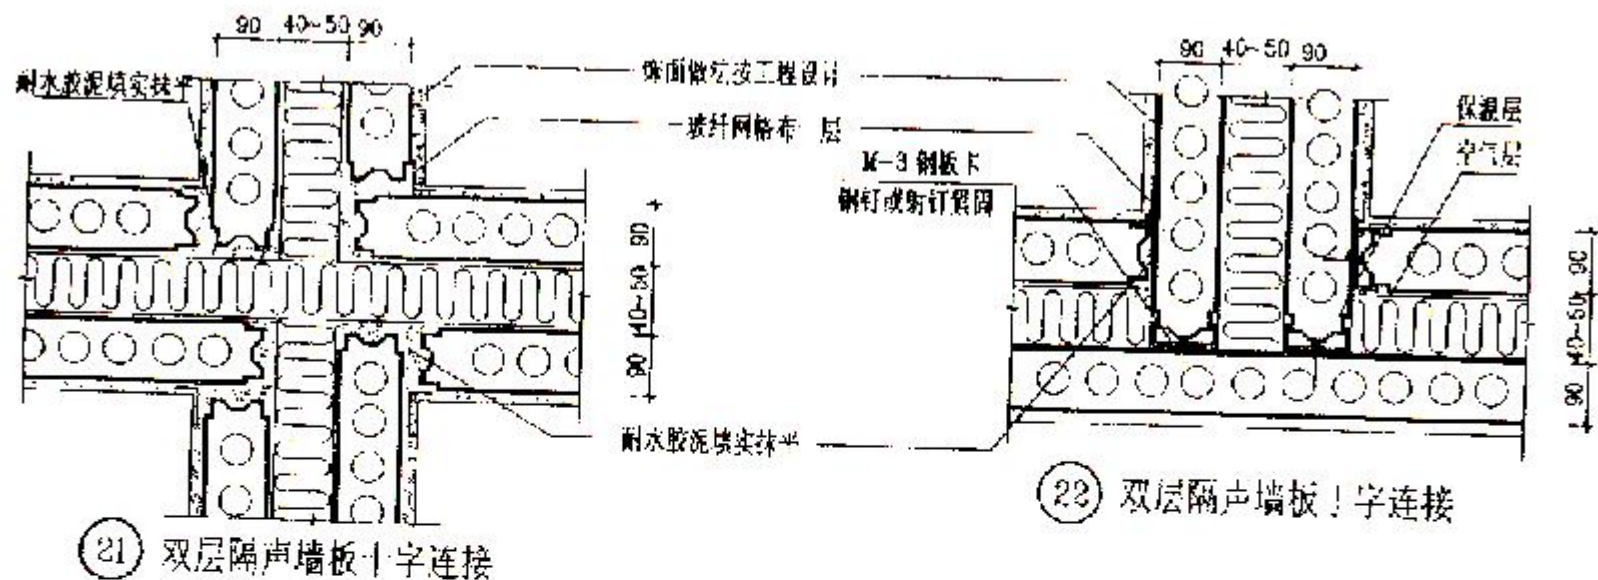 90 40~50 90
耐水胶泥填实抹平
饰面做法按工程设计
一玻纤网格布 层
M-3 钢板卡
钢钉或射钉紧固
90 40~50 90
保温层
空气层
90
40~50
90
90
40~50
90
耐水胶泥填实抹平
21 双层隔声墙板十字连接
22 双层隔声墙板丁字连接